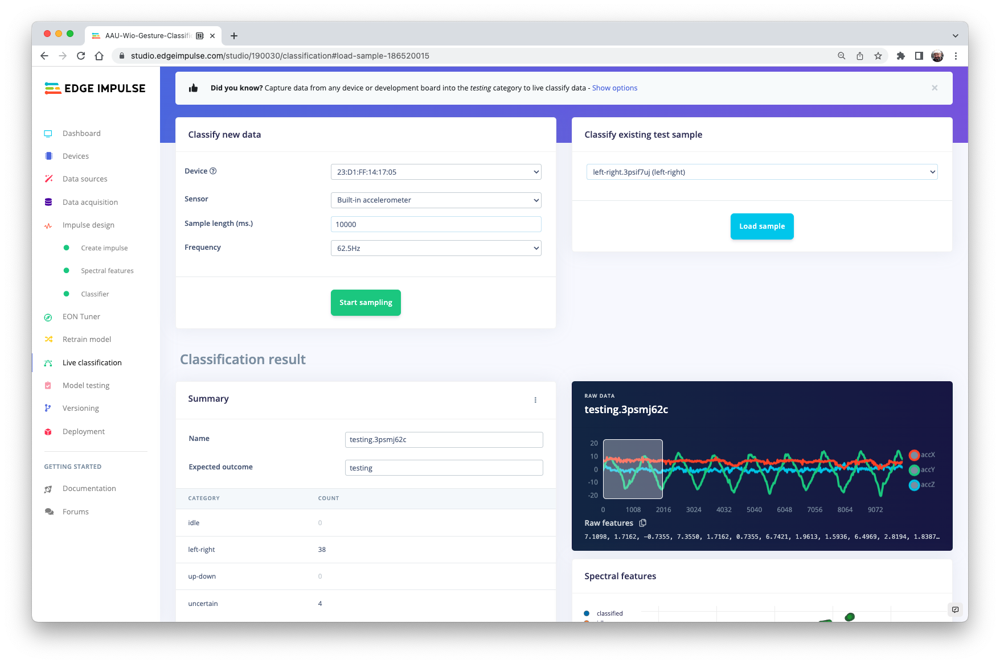 AAU-Wio-Gesture-Classifi
studio.edgeimpulse.com/studio/190030/classification#load-sample-186520015
EDGE IMPULSE
Dashboard
Devices
Data sources
Data acquisition
Impulse design
Create impulse
Spectral features
Classifier
EON Tuner
Retrain model
Live classification
Model testing
Versioning
Deployment
GETTING STARTED
Documentation
Forums
Did you know? Capture data from any device or development board into the testing category to live classify data - Show options
Classify new data
Device
23:D1:FF:14:17:05
Sensor
Built-in accelerometer
Sample length (ms.)
10000
Frequency
62.5Hz
Start sampling
Classify existing test sample
left-right.3psif7uj (left-right)
Load sample
Classification result
Summary
Name
testing.3psmj62c
Expected outcome
testing
CATEGORY COUNT
idle 0
left-right 38
up-down 0
uncertain 4
RAW DATA
testing.3psmj62c
20
10
0
-10
-20
0 1008 2016 3024 4032 5040 6048 7056 8064 9072
accX
accY
accZ
Raw features
7.1098, 1.7162, -0.7355, 7.3550, 1.7162, 0.7355, 6.7421, 1.9613, 1.5936, 6.4969, 2.8194, 1.8387…
Spectral features
classified